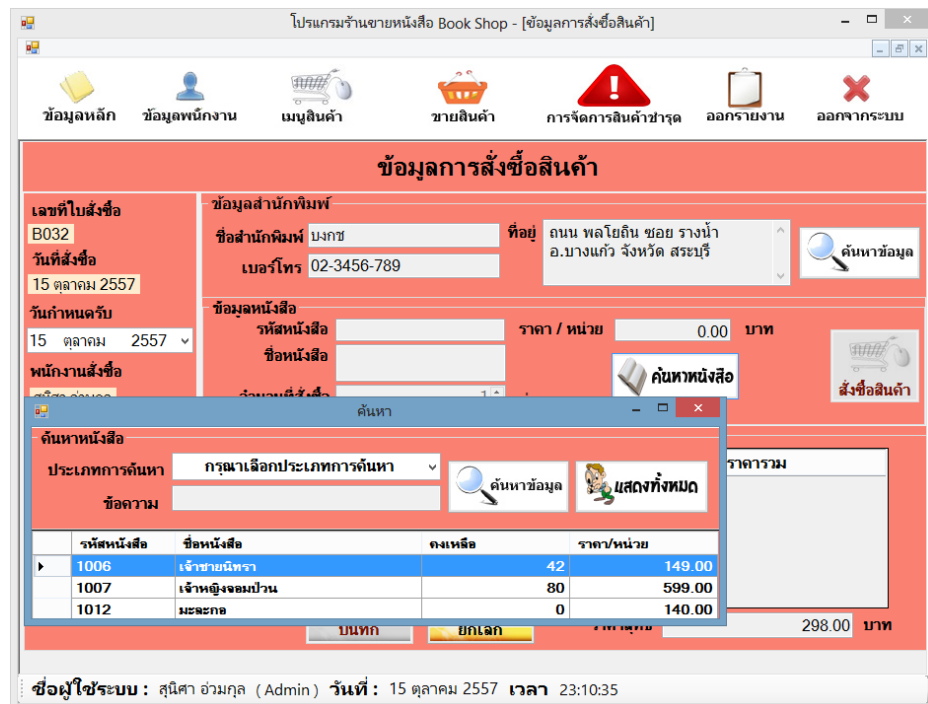 โปรแกรมร้านขายหนังสือ Book Shop - [ข้อมูลการสั่งซื้อสินค้า]
ข้อมูลหลัก ข้อมูลพนักงาน เมนูสินค้า ขายสินค้า การจัดการสินค้าชำรุด ออกรายงาน ออกจากระบบ
ข้อมูลการสั่งซื้อสินค้า
เลขที่ใบสั่งซื้อ
B032
วันที่สั่งซื้อ
15 ตุลาคม 2557
วันกำหนดรับ
15 ตุลาคม 2557
พนักงานสั่งซื้อ
ข้อมูลสำนักพิมพ์
ชื่อสำนักพิมพ์ บงกช
ที่อยู่ ถนน พลโยถิน ซอย รางน้ำ
อ.บางแก้ว จังหวัด สระบุรี
ค้นหาข้อมูล
เบอร์โทร 02-3456-789
ข้อมูลหนังสือ
รหัสหนังสือ
ราคา / หน่วย 0.00 บาท
ชื่อหนังสือ
ค้นหาหนังสือ
สั่งซื้อสินค้า
ค้นหา
ค้นหาหนังสือ
ประเภทการค้นหา กรุณาเลือกประเภทการค้นหา
ค้นหาข้อมูล
แสดงทั้งหมด
ข้อความ
ราคารวม
รหัสหนังสือ ชื่อหนังสือ คงเหลือ ราคา/หน่วย
1006 เจ้าชายนิทรา 42 149.00
1007 เจ้าหญิงจอมป่วน 80 599.00
1012 มะละกอ 0 140.00
บันทึก ยกเลิก 298.00 บาท
ชื่อผู้ใช้ระบบ : สุนิศา อ่วมกุล ( Admin ) วันที่ : 15 ตุลาคม 2557 เวลา 23:10:35